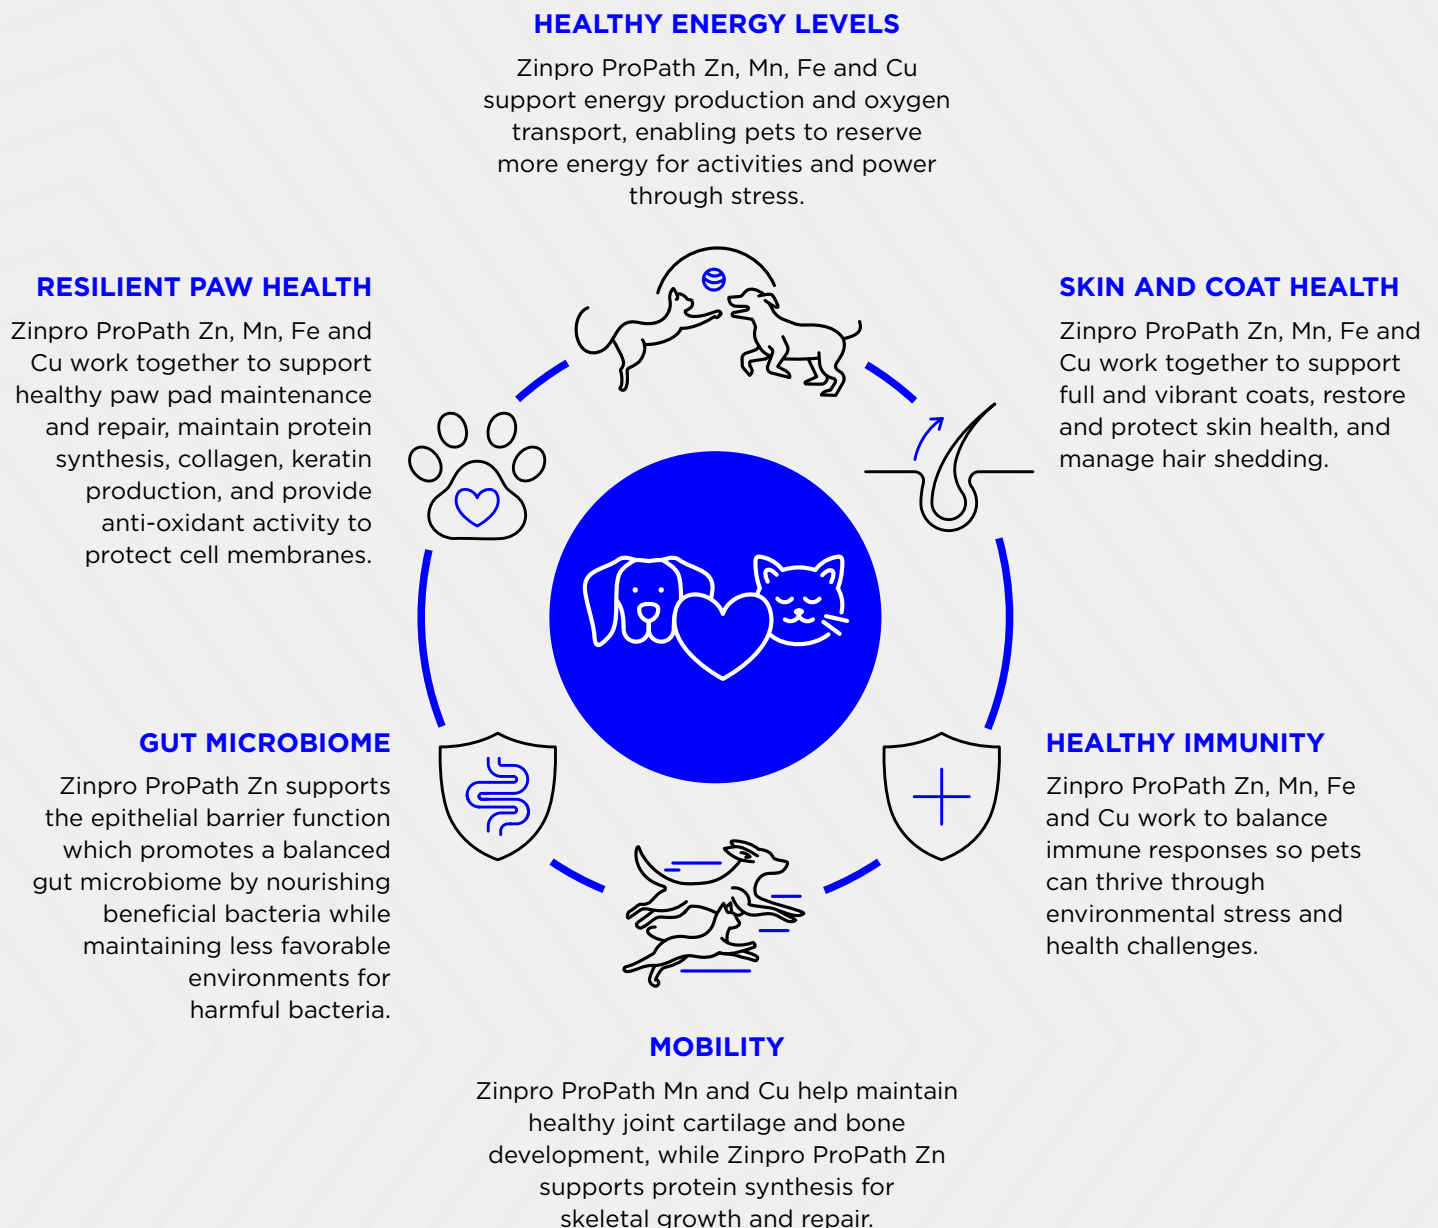 HEALTHY ENERGY LEVELS
Zinpro ProPath Zn, Mn, Fe and Cu
support energy production and oxygen
transport, enabling pets to reserve
more energy for activities and power
through stress.
RESILIENT PAW HEALTH
Zinpro ProPath Zn, Mn, Fe and
Cu work together to support
healthy paw pad maintenance
and repair, maintain protein
synthesis, collagen, keratin
production, and provide
anti-oxidant activity to
protect cell membranes.
SKIN AND COAT HEALTH
Zinpro ProPath Zn, Mn, Fe and
Cu work together to support
full and vibrant coats, restore
and protect skin health, and
manage hair shedding.
GUT MICROBIOME
Zinpro ProPath Zn supports
the epithelial barrier function
which promotes a balanced
gut microbiome by nourishing
beneficial bacteria while
maintaining less favorable
environments for
harmful bacteria.
HEALTHY IMMUNITY
Zinpro ProPath Zn, Mn, Fe
and Cu work to balance
immune responses so pets
can thrive through
environmental stress and
health challenges.
MOBILITY
Zinpro ProPath Mn and Cu help maintain
healthy joint cartilage and bone
development, while Zinpro ProPath Zn
supports protein synthesis for
skeletal growth and repair.